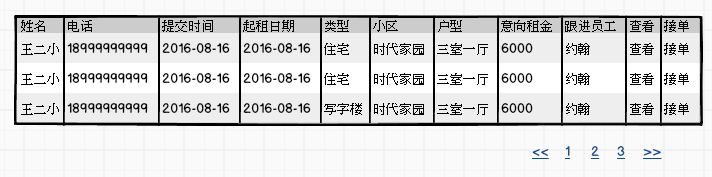 姓名 电话 提交时间 起租日期 类型 小区 户型 意向租金 跟进员工 查看 接单
王二小 18999999999 2016-08-16 2016-08-16 住宅 时代家园 三室一厅 6000 约翰 查看 接单
王二小 18999999999 2016-08-16 2016-08-16 住宅 时代家园 三室一厅 6000 约翰 查看 接单
王二小 18999999999 2016-08-16 2016-08-16 写字楼 时代家园 三室一厅 6000 约翰 查看 接单
<< 1 2 3 >>